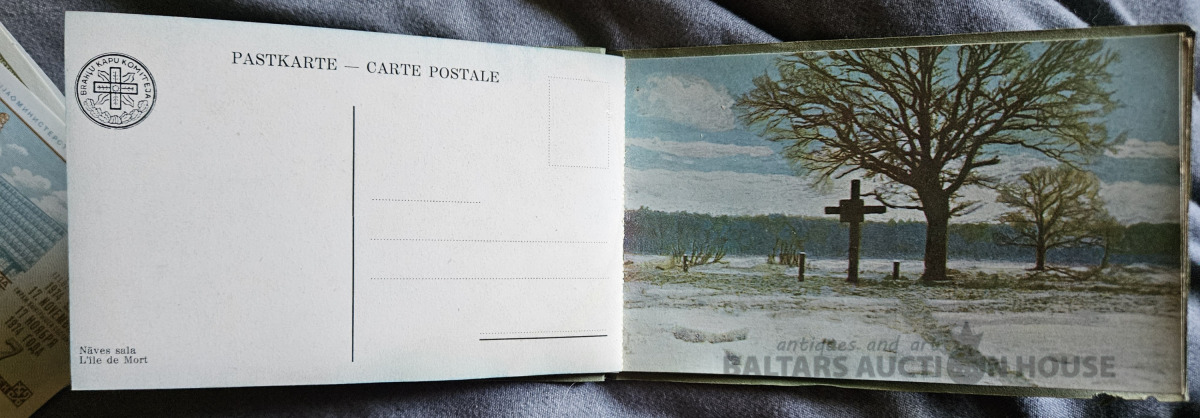 BRĀĻU KAPU KOMITEJA
PASTKARTE — CARTE POSTALE
Nāves sala
L'île de Mort
antiques and art
BALTARS AUCTION HOUSE